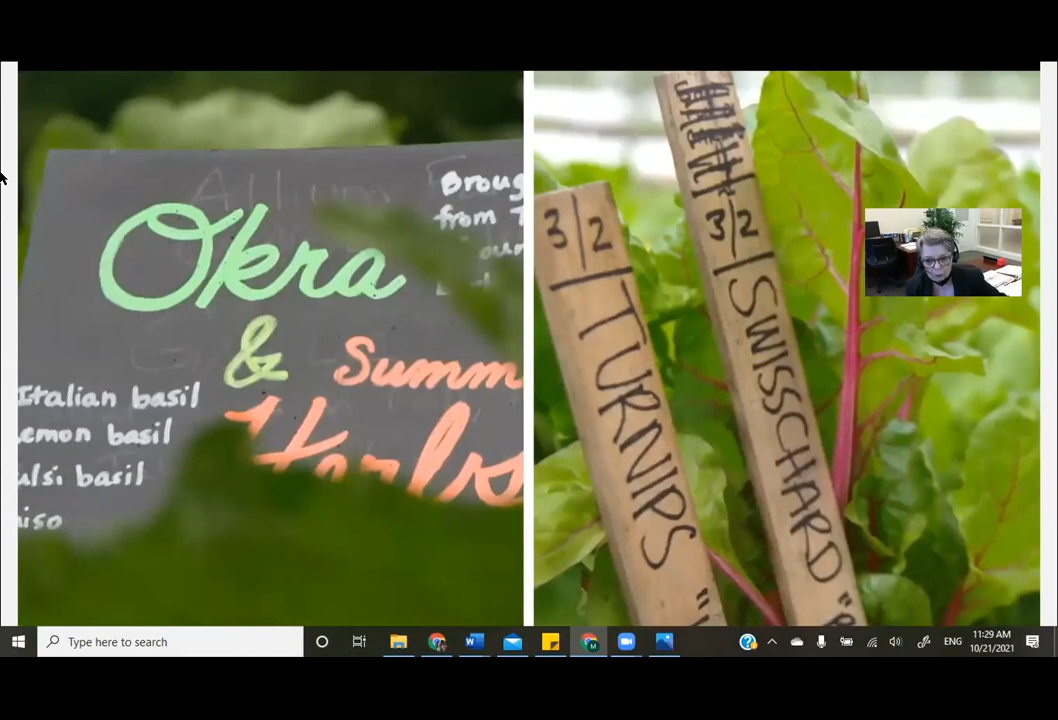 Okra
&
Summ
Herbs
Broug
from
Italian basil
emon basil
ulsi basil
iso
3/2
TURNIPS
3/2
SWISSCHARD
Type here to search
ENG
11:29 AM
10/21/2021